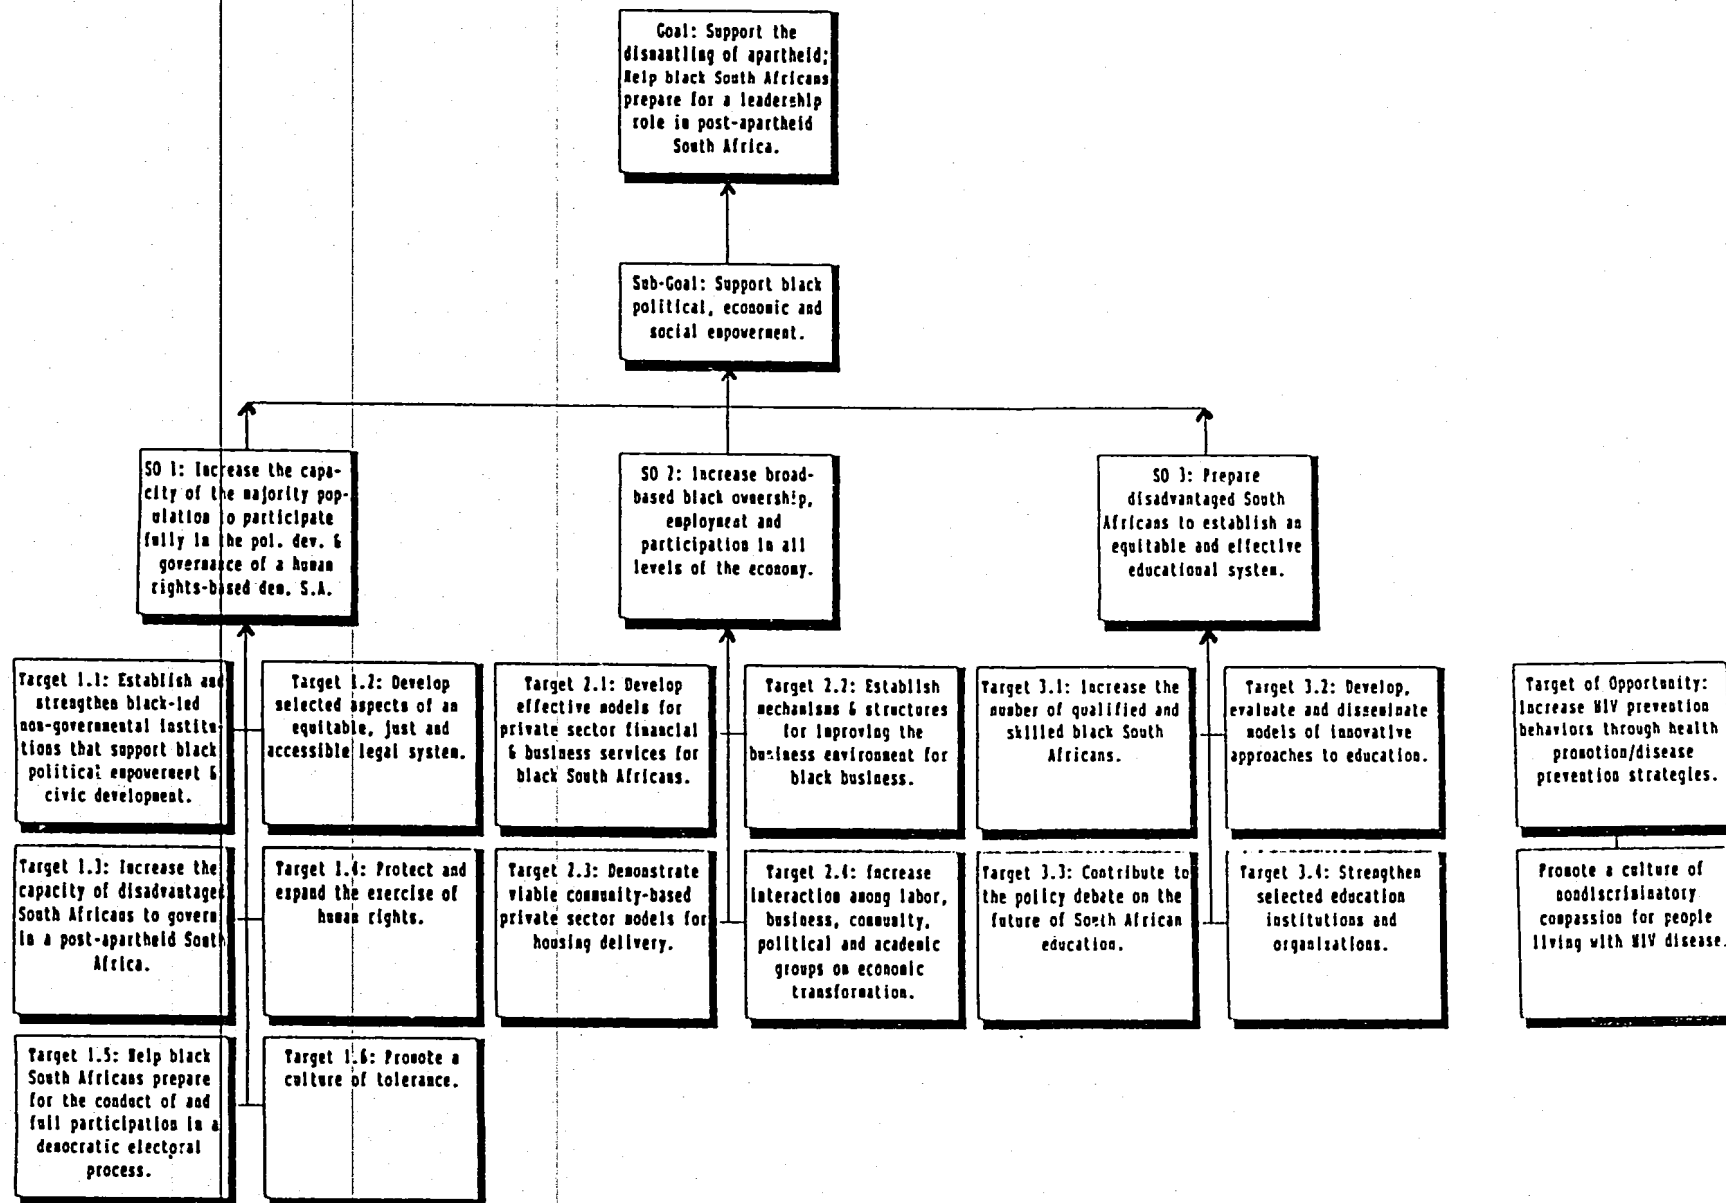 Goal: Support the
dismantling of apartheid;
Help black South Africans
prepare for a leadership
role in post-apartheid
South Africa.
Sub-Goal: Support black
political, economic and
social empowerment.
SO 1: Increase the capa-
city of the majority pop-
ulation to participate
fully in the pol. dev. &
governance of a human
rights-based dem. S.A.
SO 2: Increase broad-
based black ownership,
employment and
participation in all
levels of the economy.
SO 3: Prepare
disadvantaged South
Africans to establish an
equitable and effective
educational system.
Target 1.1: Establish and
strengthen black-led
non-governmental institu-
tions that support black
political empowerment &
civic development.
Target 1.2: Develop
selected aspects of an
equitable, just and
accessible legal system.
Target 2.1: Develop
effective models for
private sector financial
& business services for
black South Africans.
Target 2.2: Establish
mechanisms & structures
for improving the
business environment for
black business.
Target 3.1: Increase the
number of qualified and
skilled black South
Africans.
Target 3.2: Develop,
evaluate and disseminate
models of innovative
approaches to education.
Target of Opportunity:
Increase HIV prevention
behaviors through health
promotion/disease
prevention strategies.
Target 1.3: Increase the
capacity of disadvantaged
South Africans to govern
in a post-apartheid South
Africa.
Target 1.4: Protect and
expand the exercise of
human rights.
Target 2.3: Demonstrate
viable community-based
private sector models for
housing delivery.
Target 2.4: Increase
interaction among labor,
business, community,
political and academic
groups on economic
transformation.
Target 3.3: Contribute to
the policy debate on the
future of South African
education.
Target 3.4: Strengthen
selected education
institutions and
organizations.
Promote a culture of
nondiscriminatory
compassion for people
living with HIV disease.
Target 1.5: Help black
South Africans prepare
for the conduct of and
full participation in a
democratic electoral
process.
Target 1.6: Promote a
culture of tolerance.